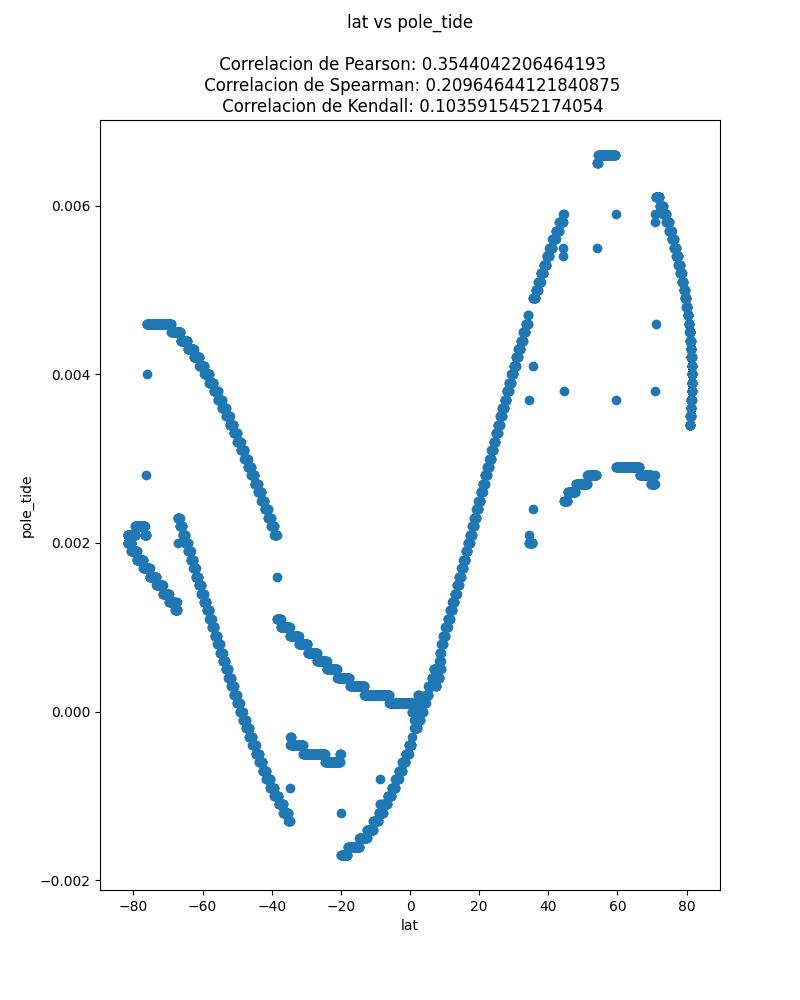 lat vs pole_tide
Correlacion de Pearson: 0.3544042206464193
Correlacion de Spearman: 0.20964644121840875
Correlacion de Kendall: 0.1035915452174054
0.006
0.004
0.002
0.000
−0.002
pole_tide
−80 −60 −40 −20 0 20 40 60 80
lat